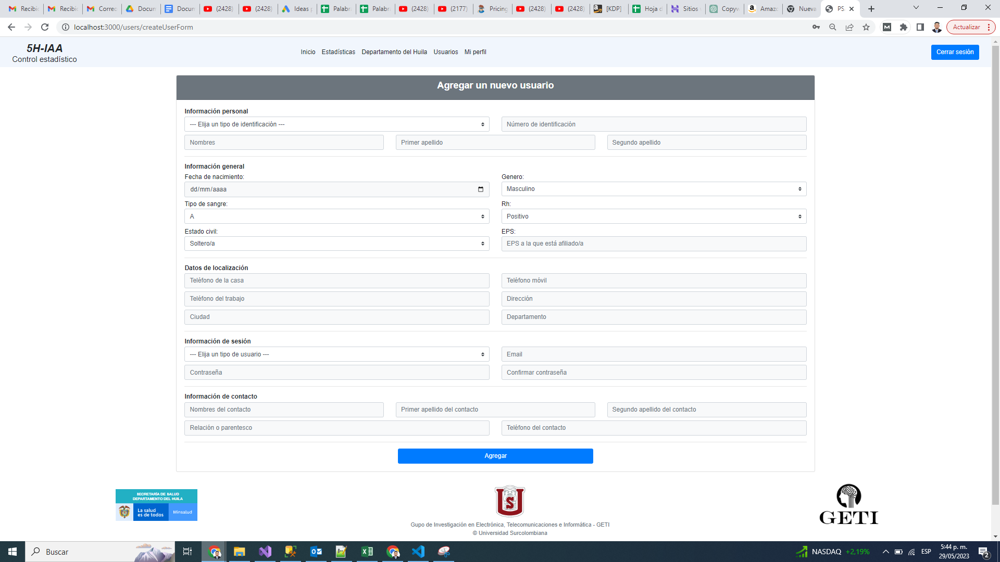 Recibic
Recibic
Correc
Docum
Docum
(2428)
(2428)
Ideas p
Palabra
Palabra
(2428)
(2177)
Pricing
(2428)
(2428)
[KDP]
Hoja d
Sitios
Copyw
Amazo
Nueva
PS
localhost:3000/users/createUserForm
Actualizar
5H-IAA
Control estadístico
Inicio Estadísticas Departamento del Huila Usuarios Mi perfil
Cerrar sesión
Agregar un nuevo usuario
Información personal
--- Elija un tipo de identificación ---
Número de identificación
Nombres
Primer apellido
Segundo apellido
Información general
Fecha de nacimiento:
Genero:
dd/mm/aaaa
Masculino
Tipo de sangre:
Rh:
A
Positivo
Estado civil:
EPS:
Soltero/a
EPS a la que está afiliado/a
Datos de localización
Teléfono de la casa
Teléfono móvil
Teléfono del trabajo
Dirección
Ciudad
Departamento
Información de sesión
--- Elija un tipo de usuario ---
Email
Contraseña
Confirmar contraseña
Información de contacto
Nombres del contacto
Primer apellido del contacto
Segundo apellido del contacto
Relación o parentesco
Teléfono del contacto
Agregar
SECRETARÍA DE SALUD
DEPARTAMENTO DEL HUILA
La salud
es de todos
Minsalud
Gupo de Investigación en Electrónica, Telecomunicaciones e Informática - GETI
© Universidad Surcolombiana
GETI
Buscar
NASDAQ +2,19%
ESP
5:44 p. m.
29/05/2023
2